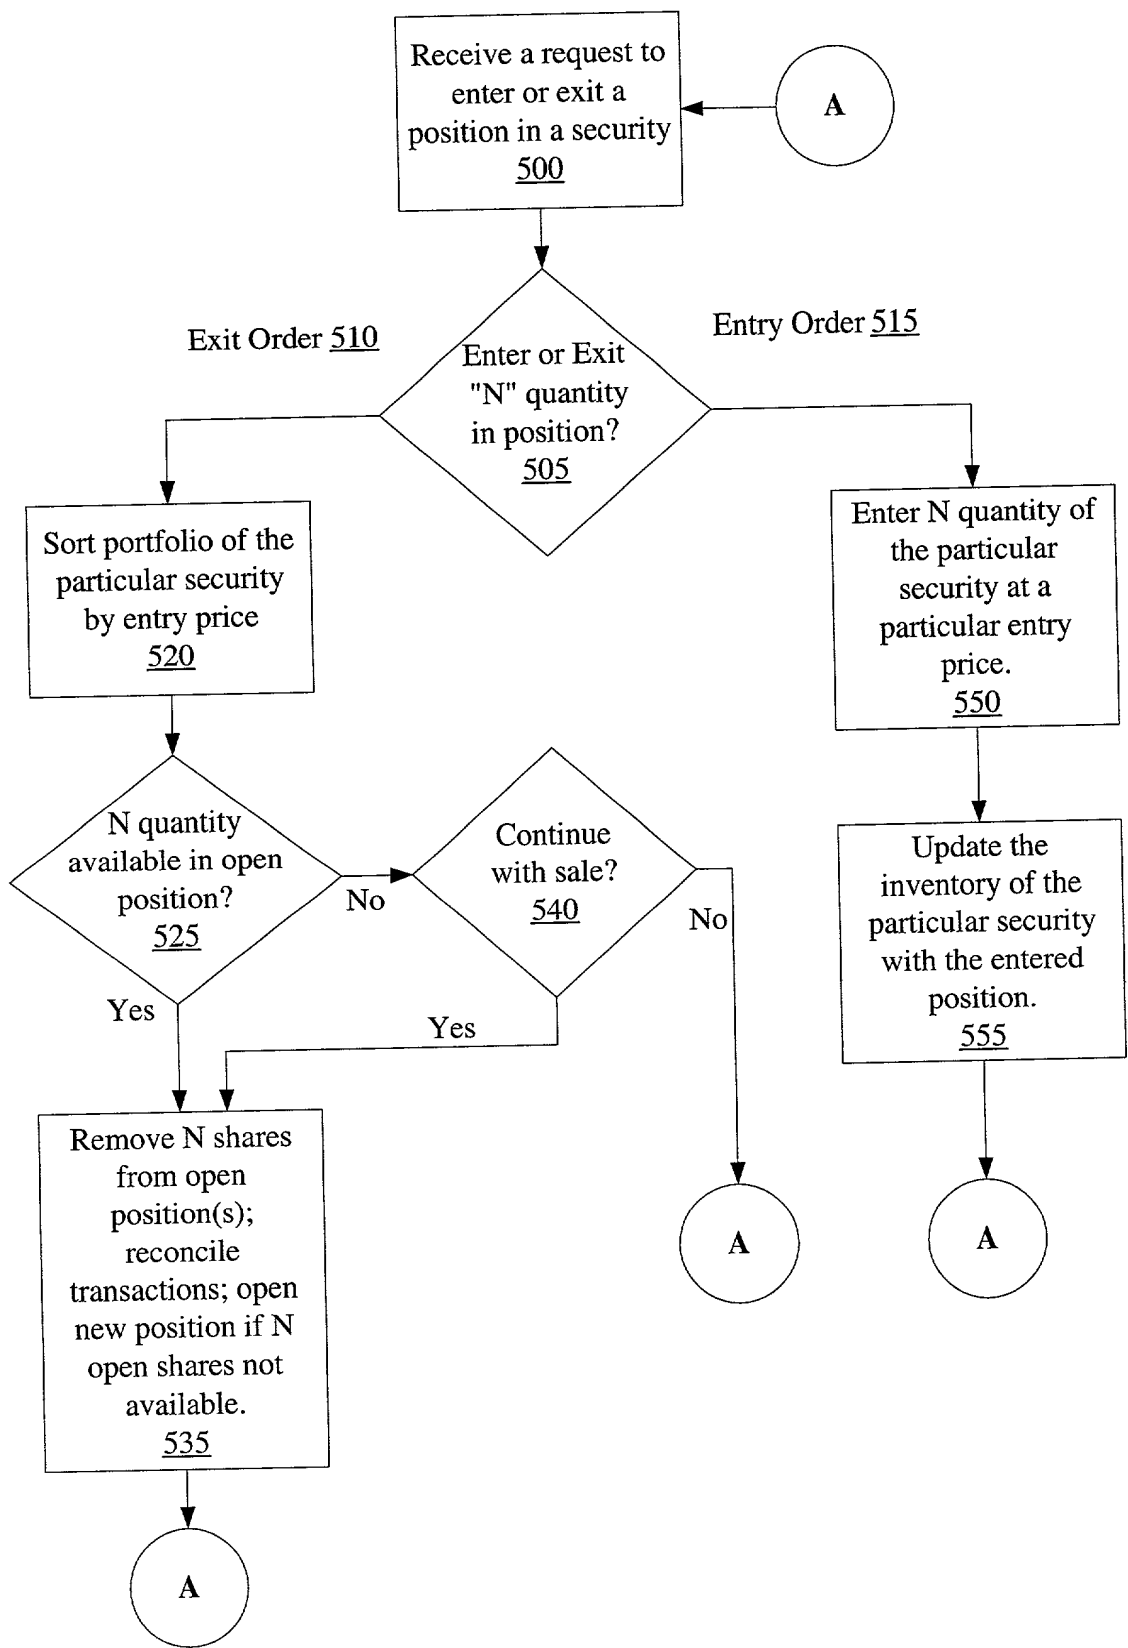 Receive a request to
enter or exit a
position in a security
500
A
Exit Order 510
Entry Order 515
Enter or Exit
"N" quantity
in position?
505
Sort portfolio of the
particular security
by entry price
520
Enter N quantity of
the particular
security at a
particular entry
price.
550
N quantity
available in open
position?
525
No
Continue
with sale?
540
No
Update the
inventory of the
particular security
with the entered
position.
555
Yes
Yes
Remove N shares
from open
position(s);
reconcile
transactions; open
new position if N
open shares not
available.
535
A
A
A